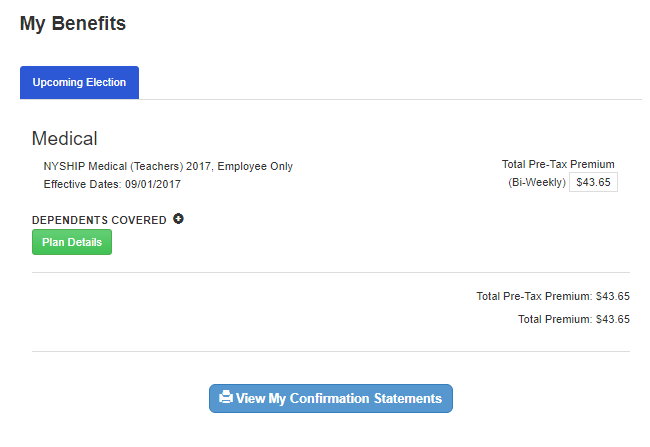 My Benefits
Upcoming Election
Medical
NYSHIP Medical (Teachers) 2017, Employee Only
Effective Dates: 09/01/2017
Total Pre-Tax Premium
(Bi-Weekly) $43.65
DEPENDENTS COVERED
Plan Details
Total Pre-Tax Premium: $43.65
Total Premium: $43.65
View My Confirmation Statements